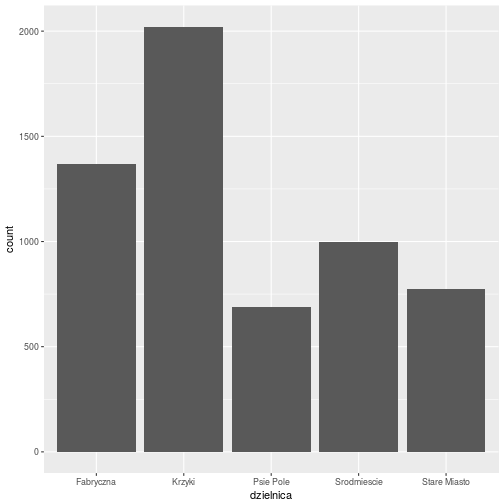 2000
1500
count
1000
500
0
Fabryczna Krzyki Psie Pole Srodmiescie Stare Miasto
dzielnica